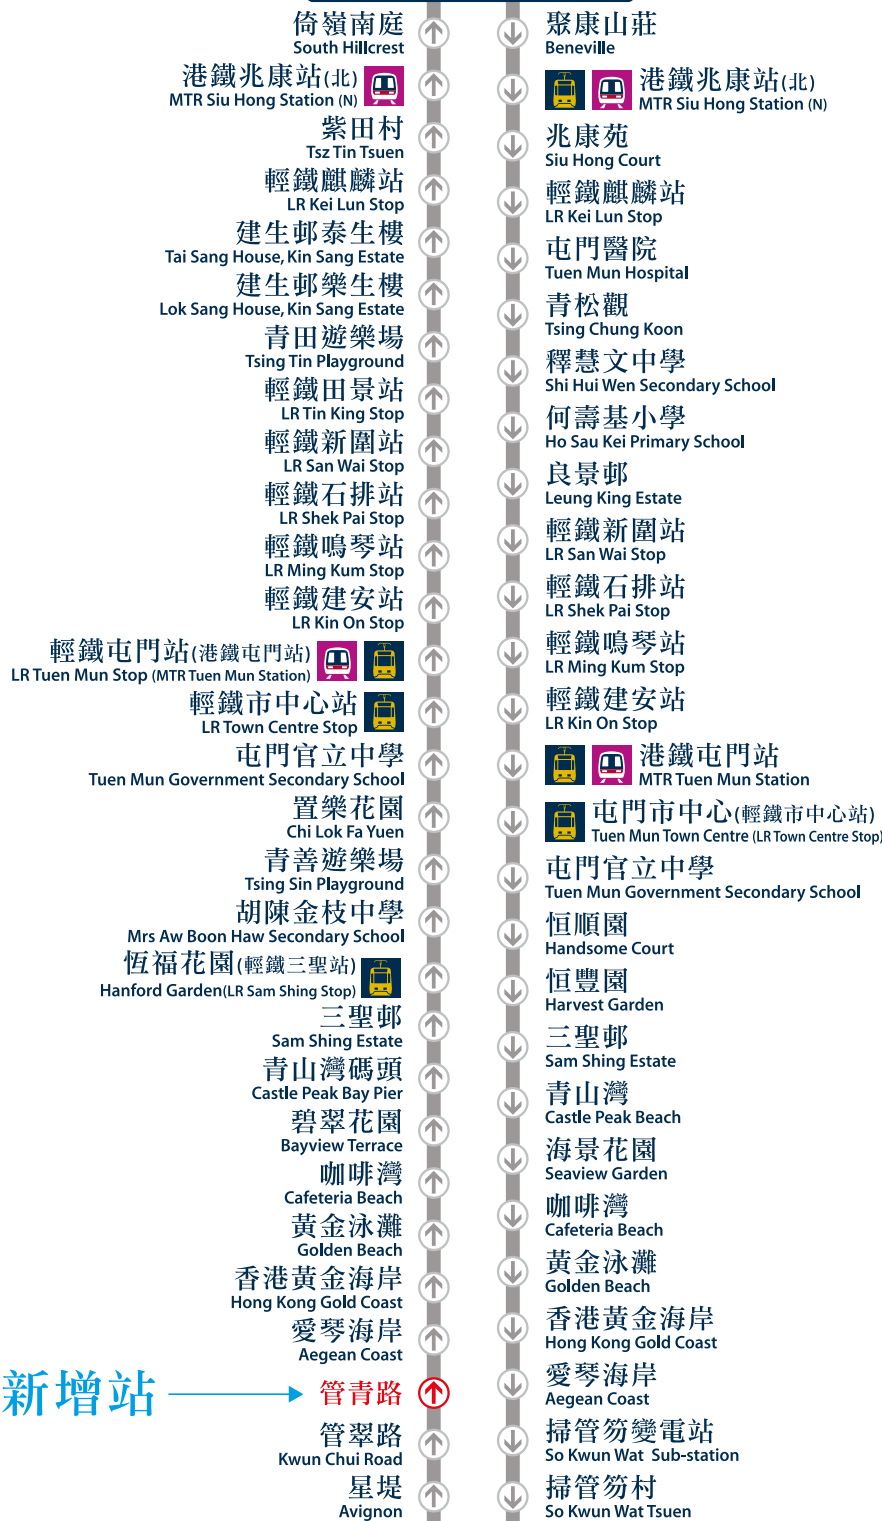 倚嶺南庭
South Hillcrest
港鐵兆康站(北)
MTR Siu Hong Station (N)
紫田村
Tsz Tin Tsuen
輕鐵麒麟站
LR Kei Lun Stop
建生邨泰生樓
Tai Sang House, Kin Sang Estate
建生邨樂生樓
Lok Sang House, Kin Sang Estate
青田遊樂場
Tsing Tin Playground
輕鐵田景站
LR Tin King Stop
輕鐵新圍站
LR San Wai Stop
輕鐵石排站
LR Shek Pai Stop
輕鐵鳴琴站
LR Ming Kum Stop
輕鐵建安站
LR Kin On Stop
輕鐵屯門站(港鐵屯門站)
LR Tuen Mun Stop (MTR Tuen Mun Station)
輕鐵市中心站
LR Town Centre Stop
屯門官立中學
Tuen Mun Government Secondary School
置樂花園
Chi Lok Fa Yuen
青善遊樂場
Tsing Sin Playground
胡陳金枝中學
Mrs Aw Boon Haw Secondary School
恆福花園(輕鐵三聖站)
Hanford Garden(LR Sam Shing Stop)
三聖邨
Sam Shing Estate
青山灣碼頭
Castle Peak Bay Pier
碧翠花園
Bayview Terrace
咖啡灣
Cafeteria Beach
黃金泳灘
Golden Beach
香港黃金海岸
Hong Kong Gold Coast
愛琴海岸
Aegean Coast
新增站
管青路
管翠路
Kwun Chui Road
星堤
Avignon
聚康山莊
Beneville
港鐵兆康站(北)
MTR Siu Hong Station (N)
兆康苑
Siu Hong Court
輕鐵麒麟站
LR Kei Lun Stop
屯門醫院
Tuen Mun Hospital
青松觀
Tsing Chung Koon
釋慧文中學
Shi Hui Wen Secondary School
何壽基小學
Ho Sau Kei Primary School
良景邨
Leung King Estate
輕鐵新圍站
LR San Wai Stop
輕鐵石排站
LR Shek Pai Stop
輕鐵鳴琴站
LR Ming Kum Stop
輕鐵建安站
LR Kin On Stop
港鐵屯門站
MTR Tuen Mun Station
屯門市中心(輕鐵市中心站)
Tuen Mun Town Centre (LR Town Centre Stop)
屯門官立中學
Tuen Mun Government Secondary School
恒順園
Handsome Court
恒豐園
Harvest Garden
三聖邨
Sam Shing Estate
青山灣
Castle Peak Beach
海景花園
Seaview Garden
咖啡灣
Cafeteria Beach
黃金泳灘
Golden Beach
香港黃金海岸
Hong Kong Gold Coast
愛琴海岸
Aegean Coast
掃管笏變電站
So Kwun Wat Sub-station
掃管笏村
So Kwun Wat Tsuen